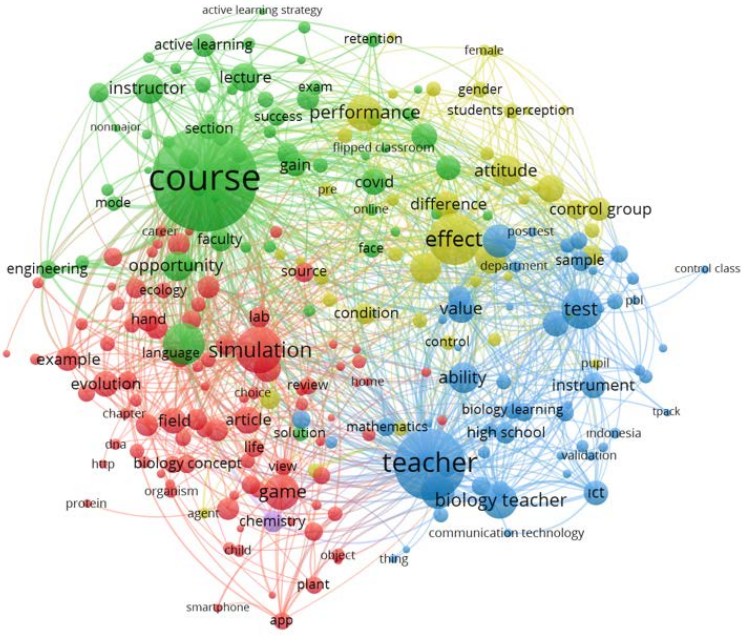 active learning strategy
active learning
retention
female
instructor
lecture
exam
gender
performance
students perception
nonmajor
section
success
flipped classroom
gain
attitude
course
covid
pre
mode
online
difference
control group
career
faculty
face
effect
posttest
engineering
opportunity
source
department
sample
control class
ecology
hand
lab
condition
value
test
pbl
example
language
simulation
control
pupil
evolution
choice
review
home
ability
instrument
chapter
field
article
solution
mathematics
biology learning
tpack
dna
life
high school
indonesia
http
biology concept
view
teacher
validation
protein
organism
game
biology teacher
ict
agent
chemistry
communication technology
child
object
thing
plant
smartphone
app